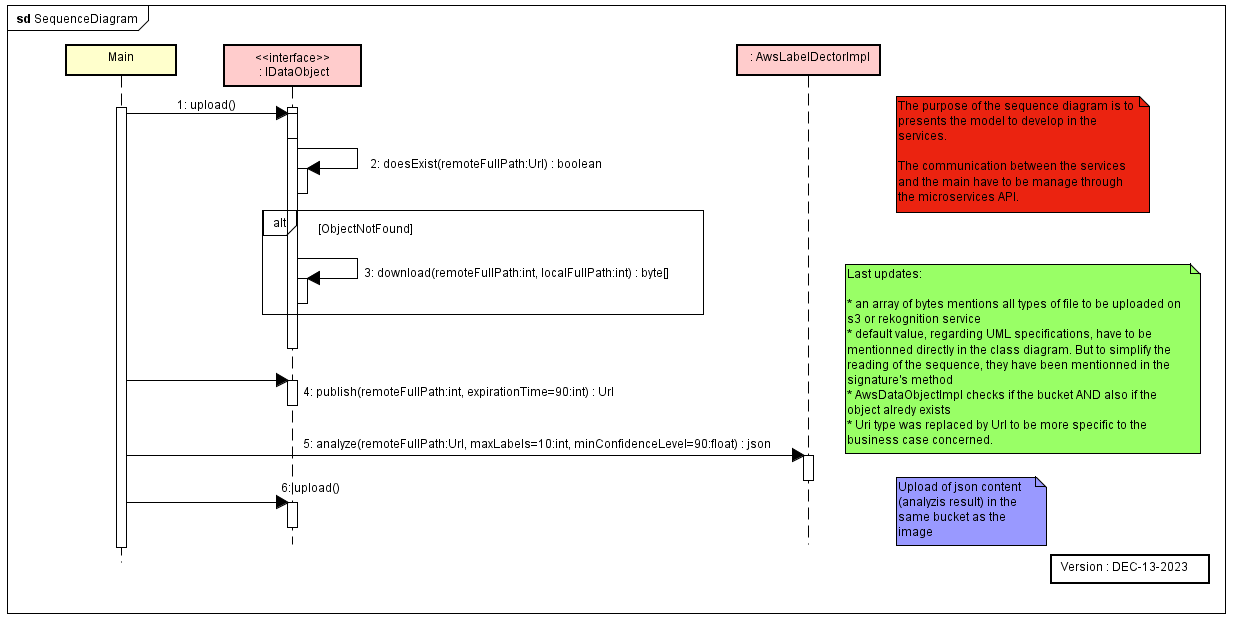 sd SequenceDiagram
Main
<<interface>>
: IDataObject
: AwsLabelDectorImpl
1: upload()
2: doesExist(remoteFullPath:Url) : boolean
alt
[ObjectNotFound]
3: download(remoteFullPath:int, localFullPath:int) : byte[]
4: publish(remoteFullPath:int, expirationTime=90:int) : Url
5: analyze(remoteFullPath:Url, maxLabels=10:int, minConfidenceLevel=90:float) : json
6: upload()
The purpose of the sequence diagram is to
presents the model to develop in the
services.
The communication between the services
and the main have to be manage through
the microservices API.
Last updates:
* an array of bytes mentions all types of file to be uploaded on
s3 or rekognition service
* default value, regarding UML specifications, have to be
mentionned directly in the class diagram. But to simplify the
reading of the sequence, they have been mentionned in the
signature's method
* AwsDataObjectImpl checks if the bucket AND also if the
object alredy exists
* Uri type was replaced by Url to be more specific to the
business case concerned.
Upload of json content
(analyzis result) in the
same bucket as the
image
Version : DEC-13-2023